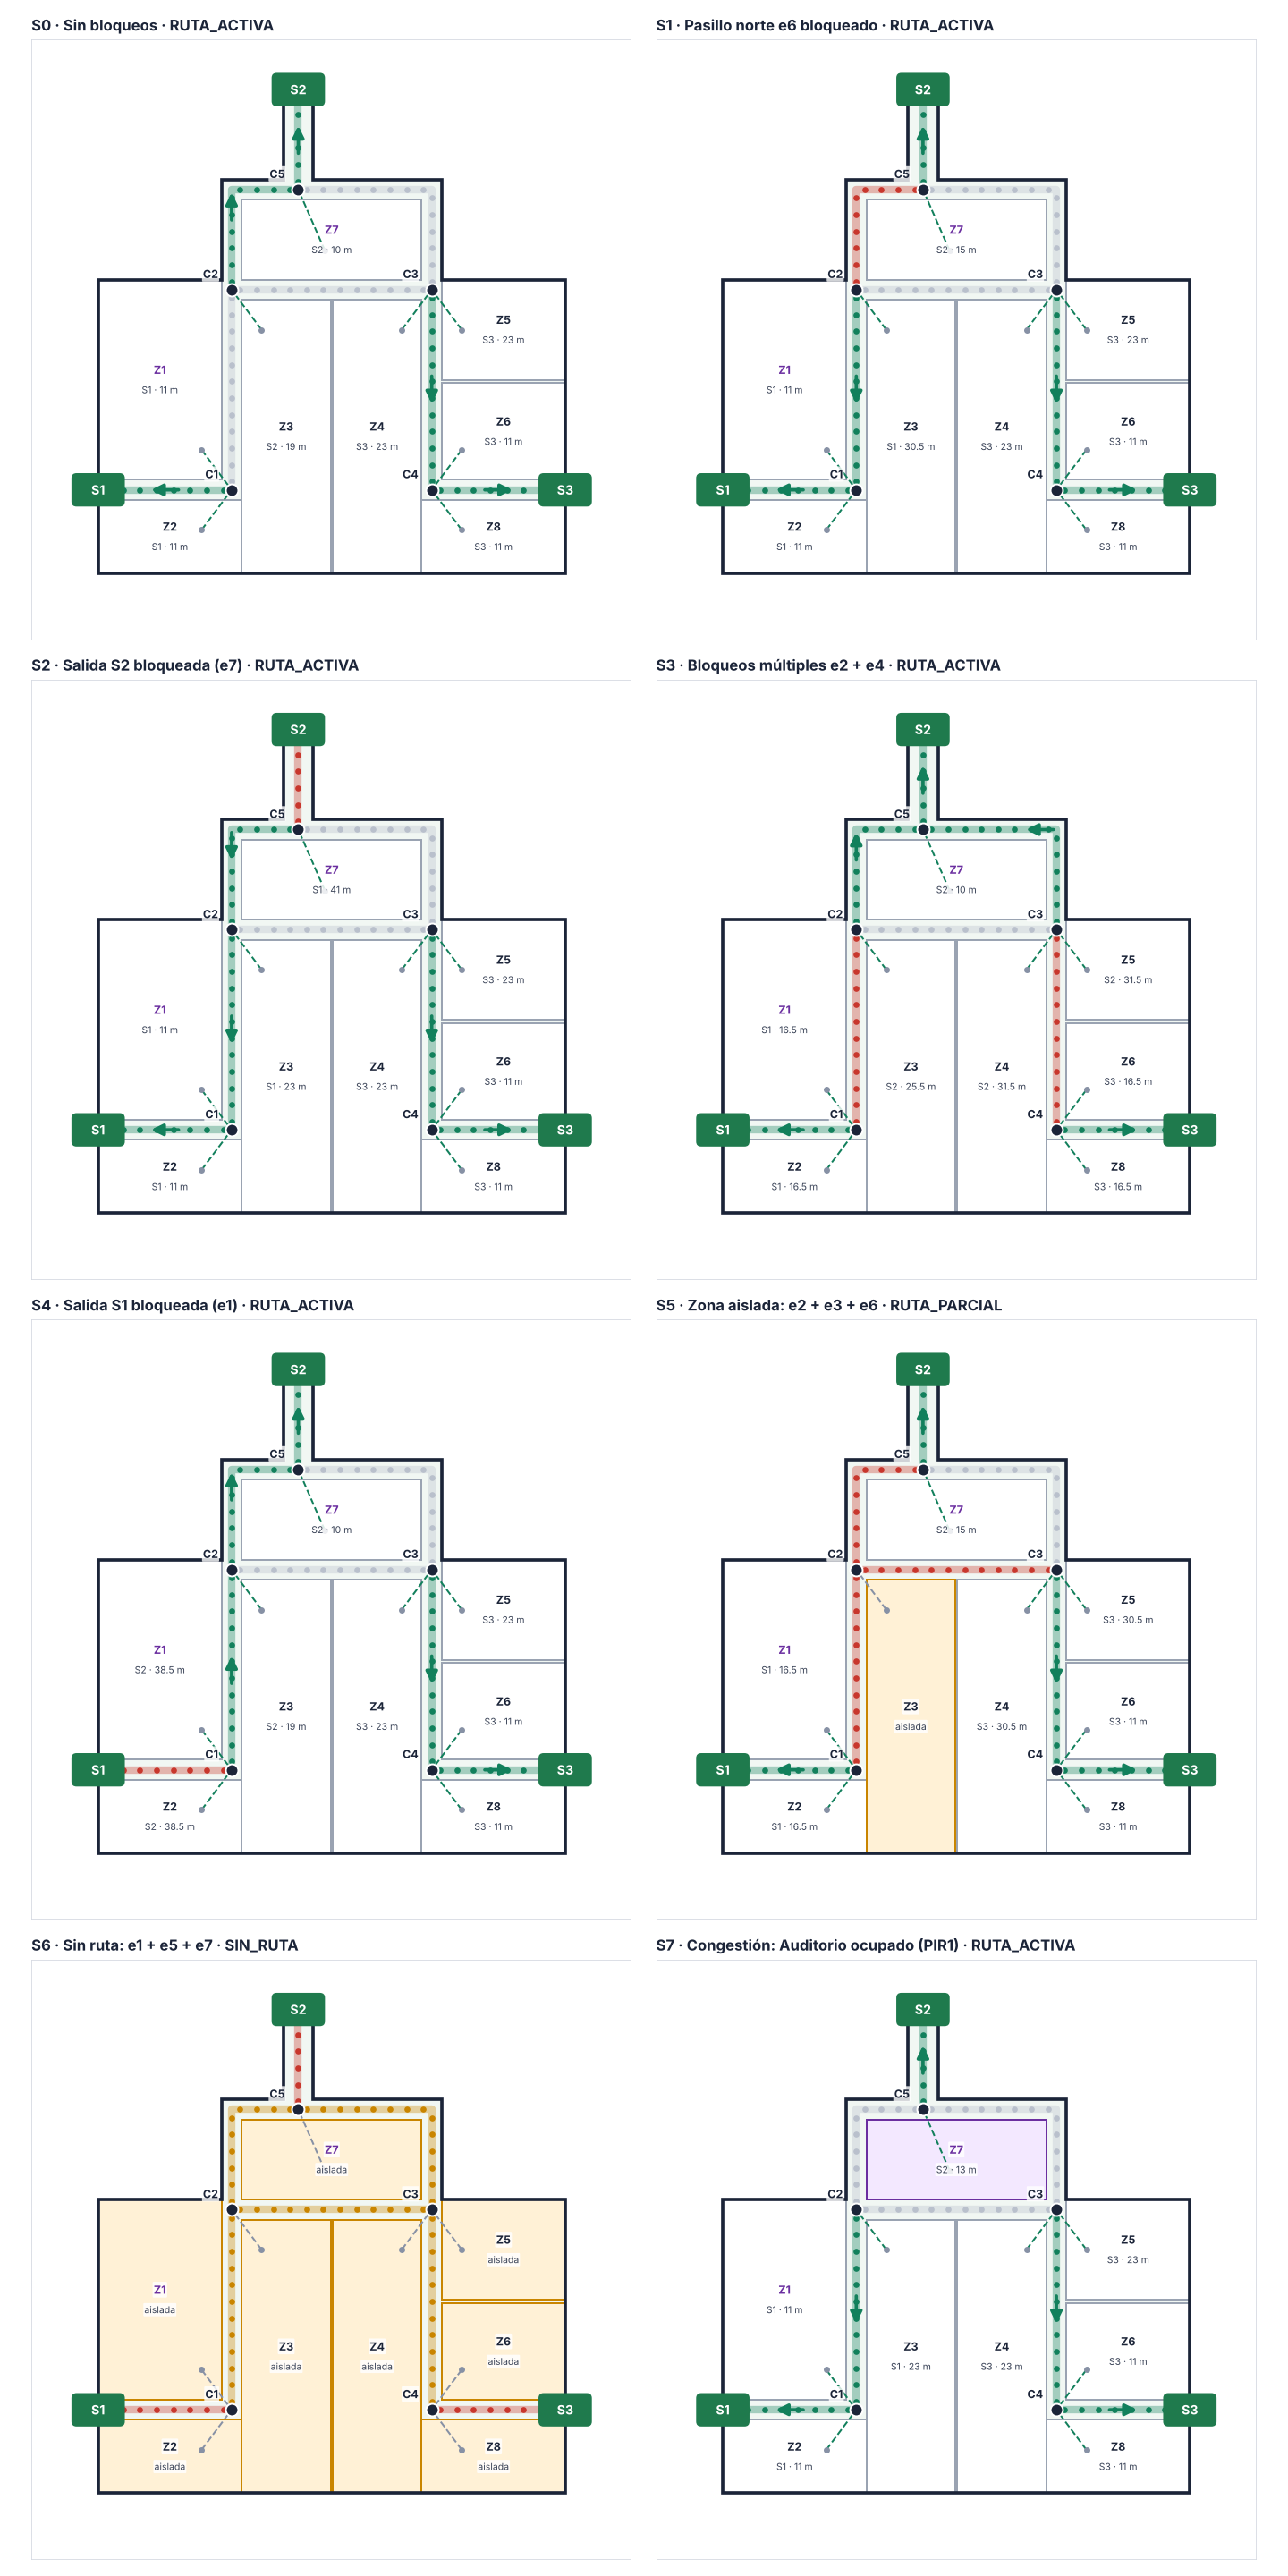 S0 · Sin bloqueos · RUTA_ACTIVA
S2
C5
Z7
S2 · 10 m
C2
C3
Z5
S3 · 23 m
Z1
S1 · 11 m
Z3
S2 · 19 m
Z4
S3 · 23 m
Z6
S3 · 11 m
C1
C4
S1
S3
Z2
S1 · 11 m
Z8
S3 · 11 m
S1 · Pasillo norte e6 bloqueado · RUTA_ACTIVA
S2
C5
Z7
S2 · 15 m
C2
C3
Z5
S3 · 23 m
Z1
S1 · 11 m
Z3
S1 · 30.5 m
Z4
S3 · 23 m
Z6
S3 · 11 m
C1
C4
S1
S3
Z2
S1 · 11 m
Z8
S3 · 11 m
S2 · Salida S2 bloqueada (e7) · RUTA_ACTIVA
S2
C5
Z7
S1 · 41 m
C2
C3
Z5
S3 · 23 m
Z1
S1 · 11 m
Z3
S1 · 23 m
Z4
S3 · 23 m
Z6
S3 · 11 m
C1
C4
S1
S3
Z2
S1 · 11 m
Z8
S3 · 11 m
S3 · Bloqueos múltiples e2 + e4 · RUTA_ACTIVA
S2
C5
Z7
S2 · 10 m
C2
C3
Z5
S2 · 31.5 m
Z1
S1 · 16.5 m
Z3
S2 · 25.5 m
Z4
S2 · 31.5 m
Z6
S3 · 16.5 m
C1
C4
S1
S3
Z2
S1 · 16.5 m
Z8
S3 · 16.5 m
S4 · Salida S1 bloqueada (e1) · RUTA_ACTIVA
S2
C5
Z7
S2 · 10 m
C2
C3
Z5
S3 · 23 m
Z1
S2 · 38.5 m
Z3
S2 · 19 m
Z4
S3 · 23 m
Z6
S3 · 11 m
C1
C4
S1
S3
Z2
S2 · 38.5 m
Z8
S3 · 11 m
S5 · Zona aislada: e2 + e3 + e6 · RUTA_PARCIAL
S2
C5
Z7
S2 · 15 m
C2
C3
Z5
S3 · 30.5 m
Z1
S1 · 16.5 m
Z3
aislada
Z4
S3 · 30.5 m
Z6
S3 · 11 m
C1
C4
S1
S3
Z2
S1 · 16.5 m
Z8
S3 · 11 m
S6 · Sin ruta: e1 + e5 + e7 · SIN_RUTA
S2
C5
Z7
aislada
C2
C3
Z5
aislada
Z1
aislada
Z3
aislada
Z4
aislada
Z6
aislada
C1
C4
S1
S3
Z2
aislada
Z8
aislada
S7 · Congestión: Auditorio ocupado (PIR1) · RUTA_ACTIVA
S2
C5
Z7
S2 · 13 m
C2
C3
Z5
S3 · 23 m
Z1
S1 · 11 m
Z3
S1 · 23 m
Z4
S3 · 23 m
Z6
S3 · 11 m
C1
C4
S1
S3
Z2
S1 · 11 m
Z8
S3 · 11 m